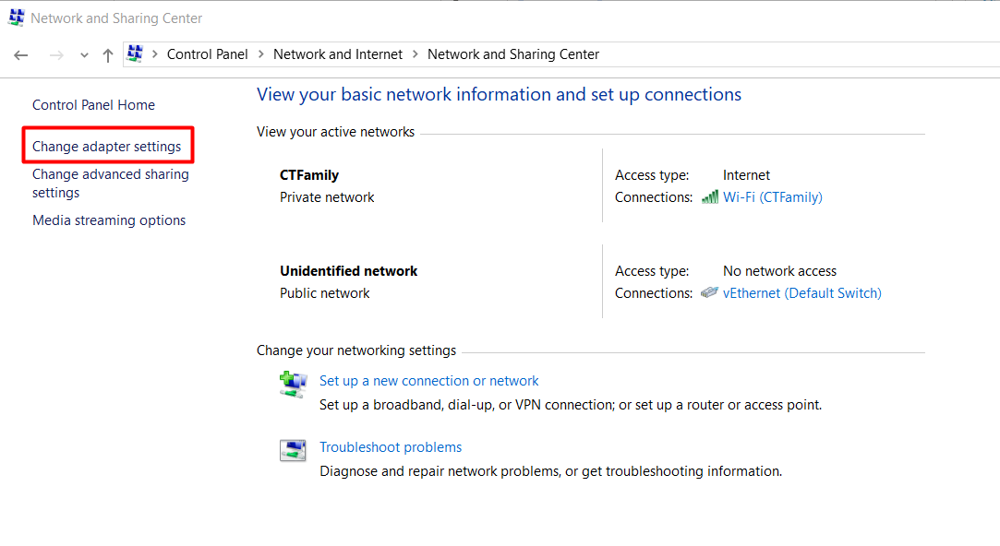 Network and Sharing Center
Control Panel > Network and Internet > Network and Sharing Center
Control Panel Home
Change adapter settings
Change advanced sharing
settings
Media streaming options
View your basic network information and set up connections
View your active networks
CTFamily
Private network
Access type: Internet
Connections: Wi-Fi (CTFamily)
Unidentified network
Public network
Access type: No network access
Connections: vEthernet (Default Switch)
Change your networking settings
Set up a new connection or network
Set up a broadband, dial-up, or VPN connection; or set up a router or access point.
Troubleshoot problems
Diagnose and repair network problems, or get troubleshooting information.